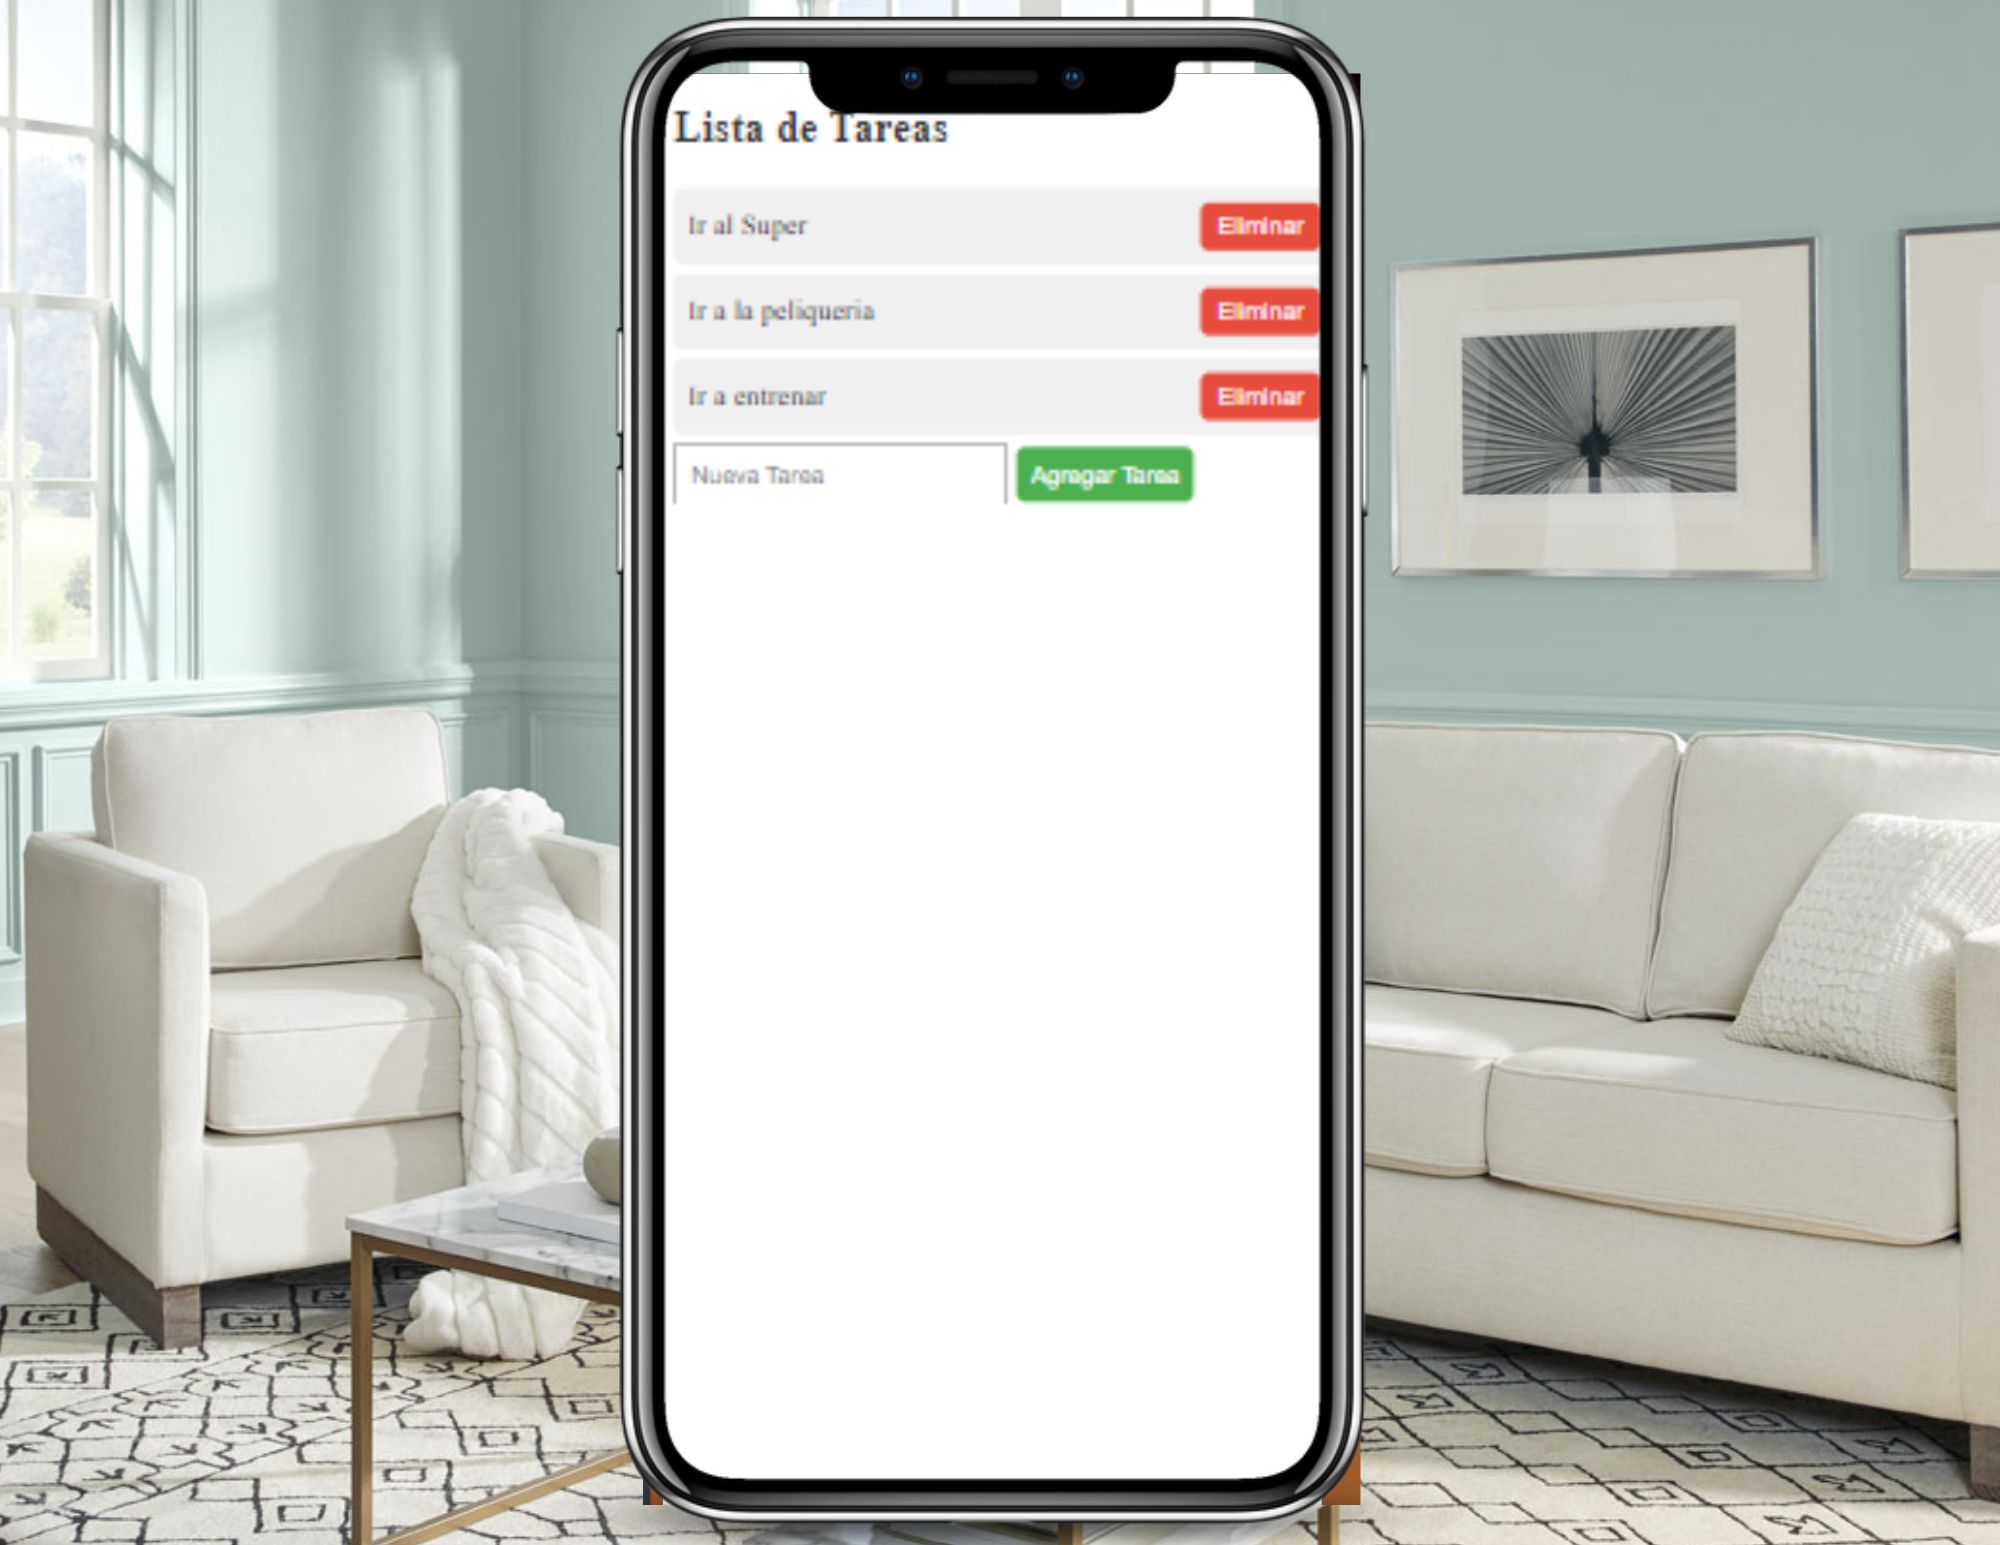 Lista de Tareas
Ir al Super
Eliminar
Ir a la peliqueria
Eliminar
Ir a entrenar
Eliminar
Nueva Tarea
Agregar Tarea